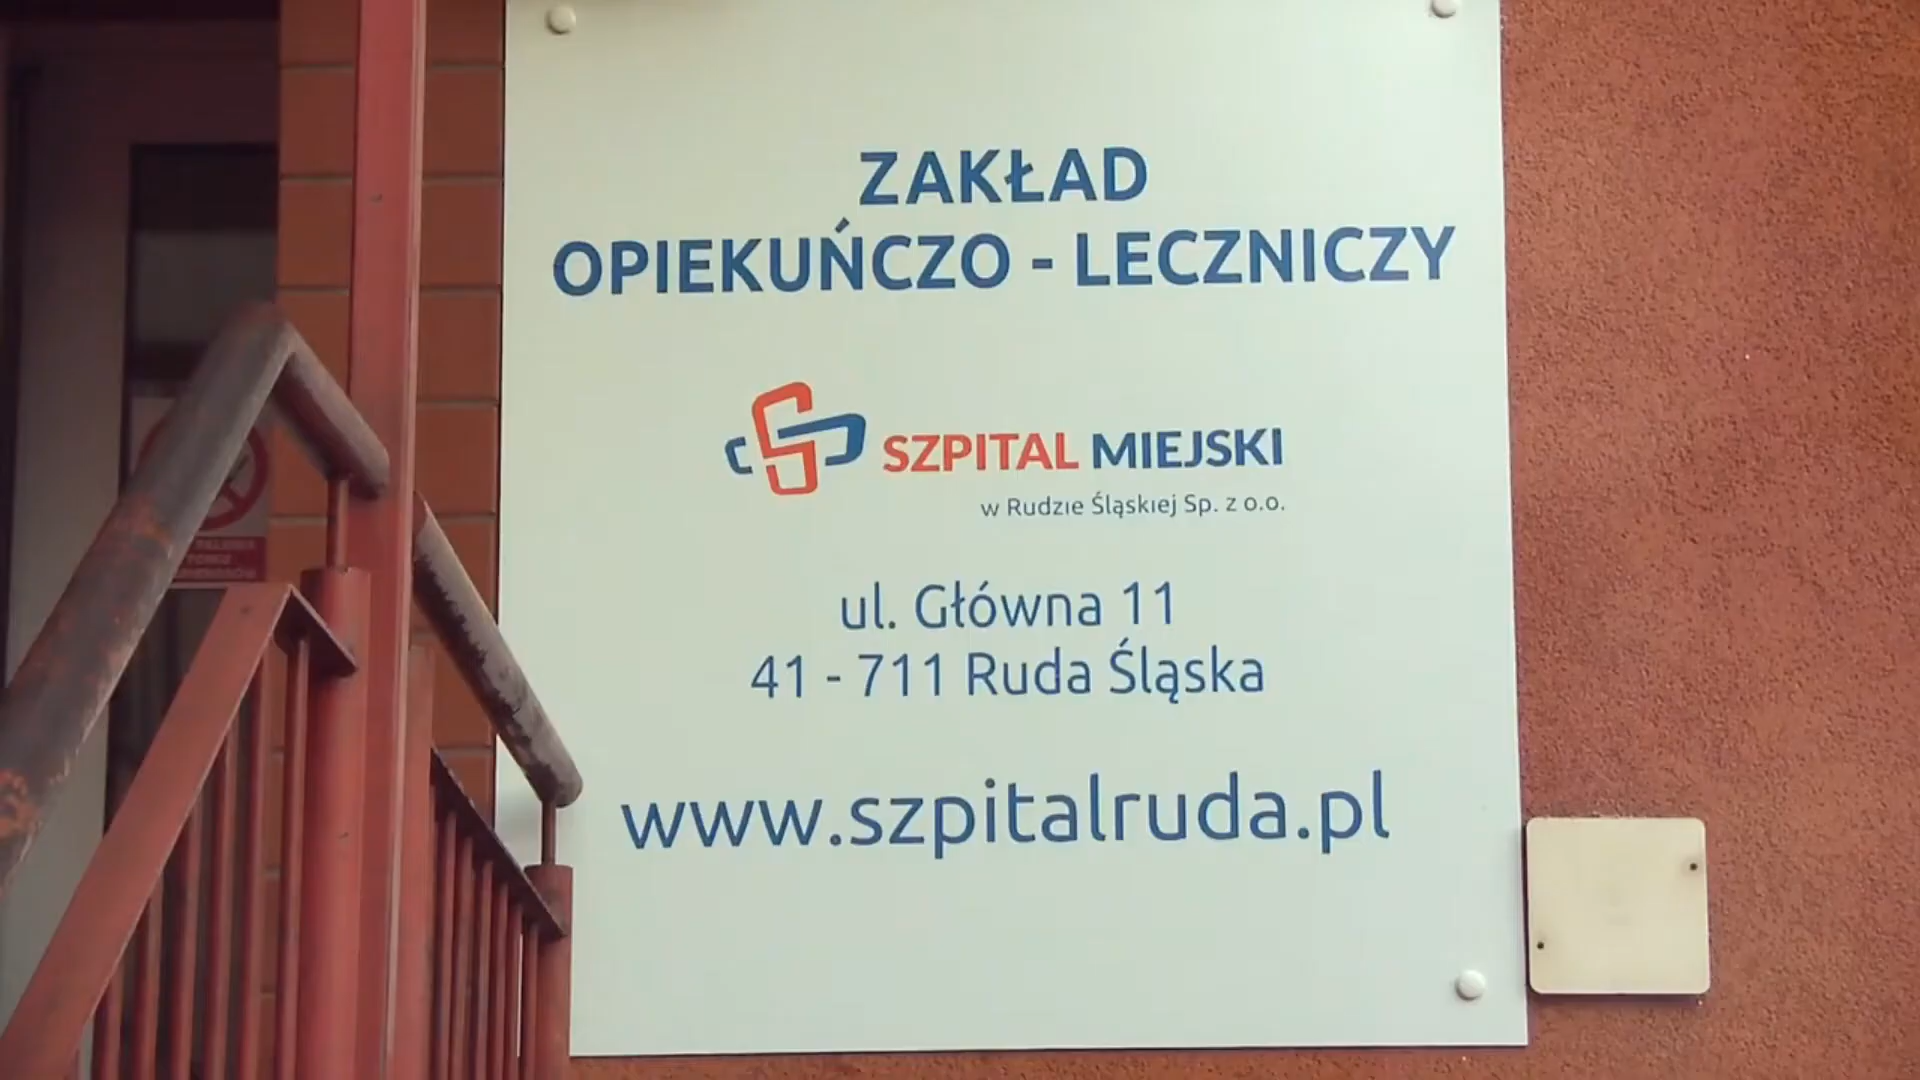 ZAKŁAD
OPIEKUŃCZO - LECZNICZY
SZPITAL MIEJSKI
w Rudzie Śląskiej Sp. z o.o.
ul. Główna 11
41 - 711 Ruda Śląska
www.szpitalruda.pl